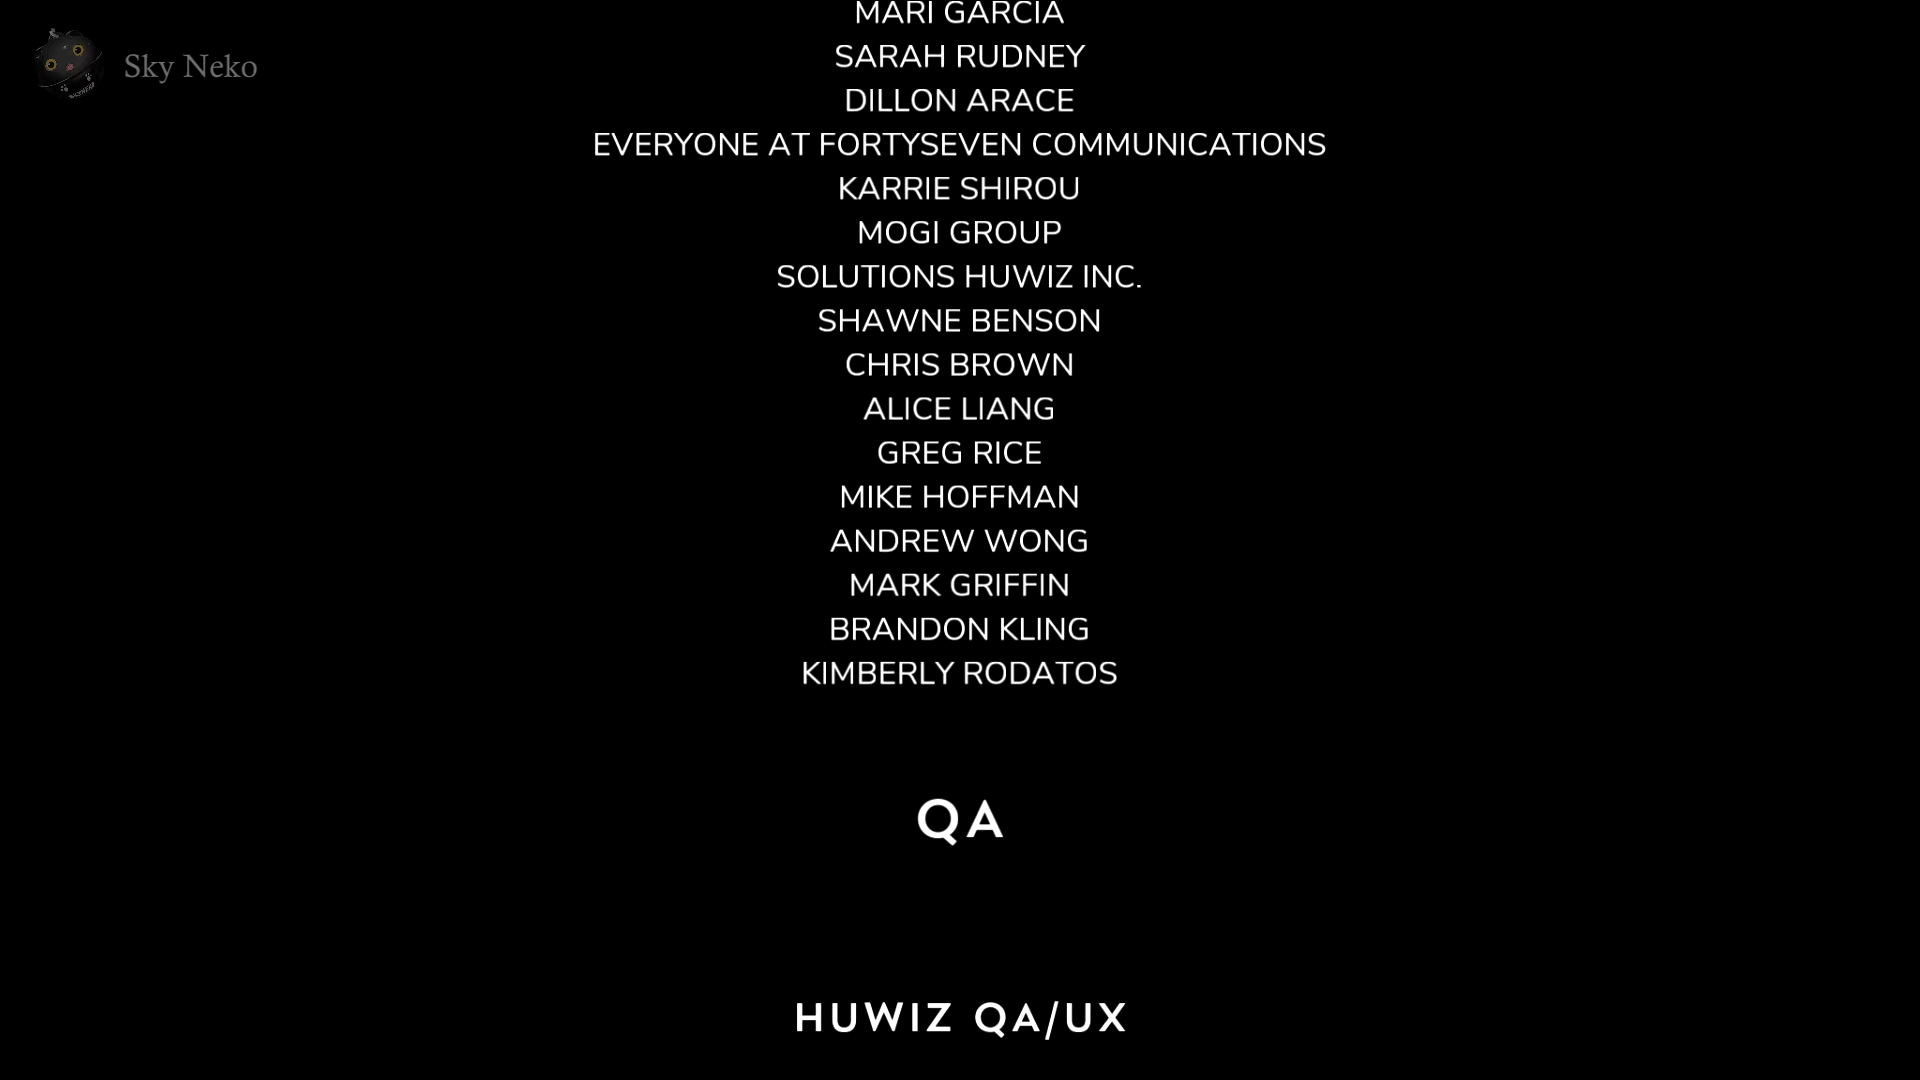 Sky Neko
MARI GARCIA
SARAH RUDNEY
DILLON ARACE
EVERYONE AT FORTYSEVEN COMMUNICATIONS
KARRIE SHIROU
MOGI GROUP
SOLUTIONS HUWIZ INC.
SHAWNE BENSON
CHRIS BROWN
ALICE LIANG
GREG RICE
MIKE HOFFMAN
ANDREW WONG
MARK GRIFFIN
BRANDON KLING
KIMBERLY RODATOS
QA
HUWIZ QA/UX